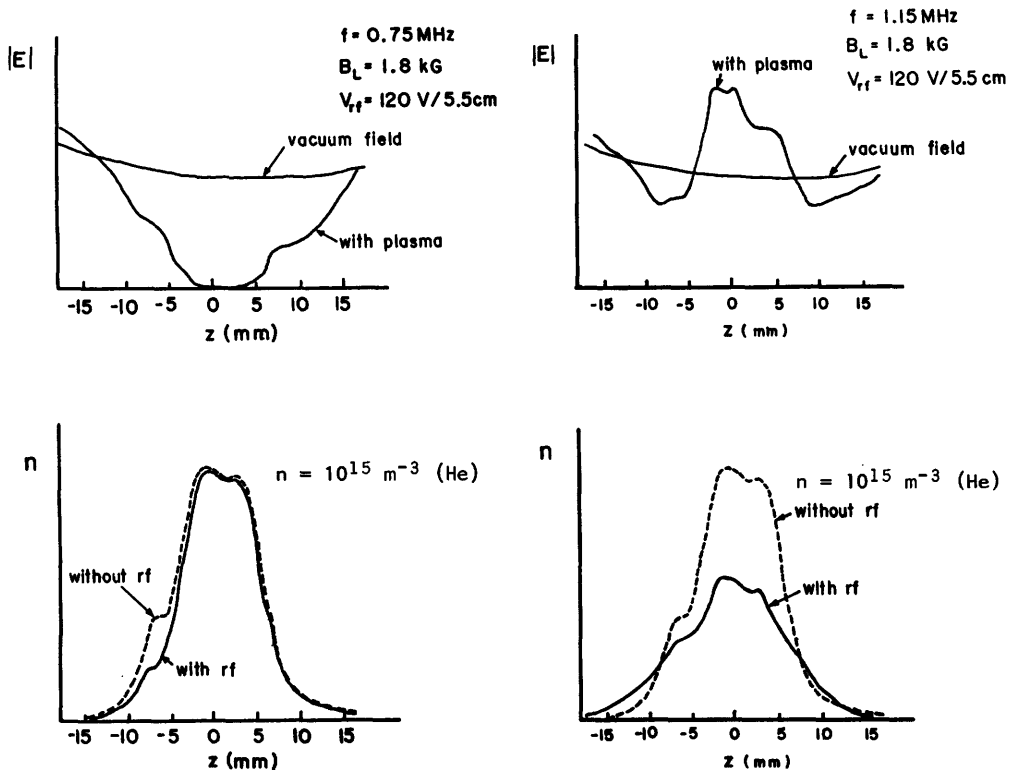 |E|
f = 0.75 MHz
B_L = 1.8 kG
V_rf = 120 V/5.5cm
vacuum field
with plasma
-15 -10 -5 0 5 10 15
z (mm)
|E|
f = 1.15 MHz
B_L = 1.8 kG
V_rf = 120 V/5.5 cm
with plasma
vacuum field
-15 -10 -5 0 5 10 15
z (mm)
n
n = 10^15 m^-3 (He)
without rf
with rf
-15 -10 -5 0 5 10 15
z (mm)
n
n = 10^15 m^-3 (He)
without rf
with rf
-15 -10 -5 0 5 10 15
z (mm)